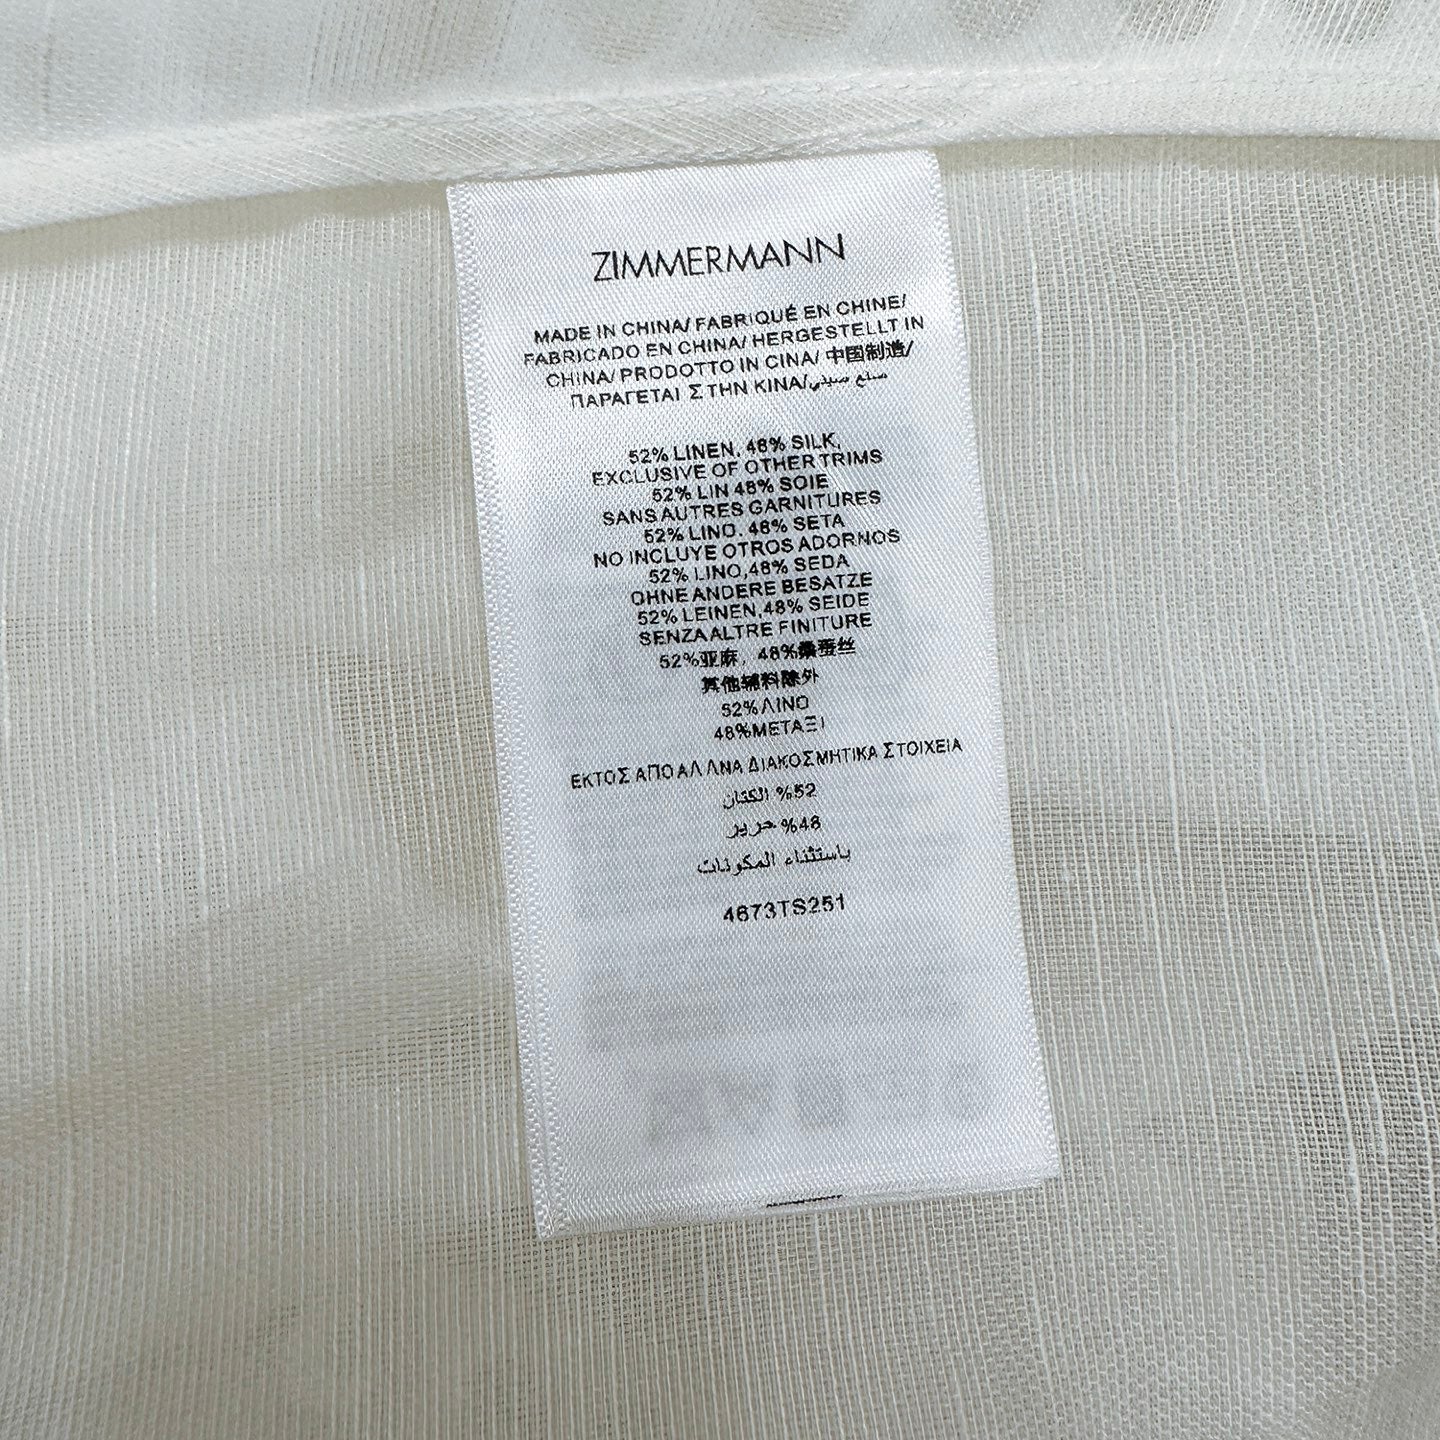 ZIMMERMANN
MADE IN CHINA/ FABRIQUÉ EN CHINE/
FABRICADO EN CHINA/ HERGESTELLT IN
CHINA/ PRODOTTO IN CINA/ 中国制造/
ΠΑΡΑΓΕΤΑΙ ΣΤΗΝ ΚΙΝΑ/ صنع صيني
52% LINEN, 48% SILK,
EXCLUSIVE OF OTHER TRIMS
52% LIN 48% SOIE
SANS AUTRES GARNITURES
52% LINO. 48% SETA
NO INCLUYE OTROS ADORNOS
52% LINO,48% SEDA
OHNE ANDERE BESATZE
52% LEINEN,48% SEIDE
SENZA ALTRE FINITURE
52%亚麻，48%桑蚕丝
其他辅料除外
52%ΛΙΝΟ
48%ΜΕΤΑΞΙ
ΕΚΤΟΣ ΑΠΟ ΑΛΛΝΑ ΔΙΑΚΟΣΜΗΤΙΚΑ ΣΤΟΙΧΕΙΑ
52% الكتان
48% حرير
باستثناء المكونات
4673TS251